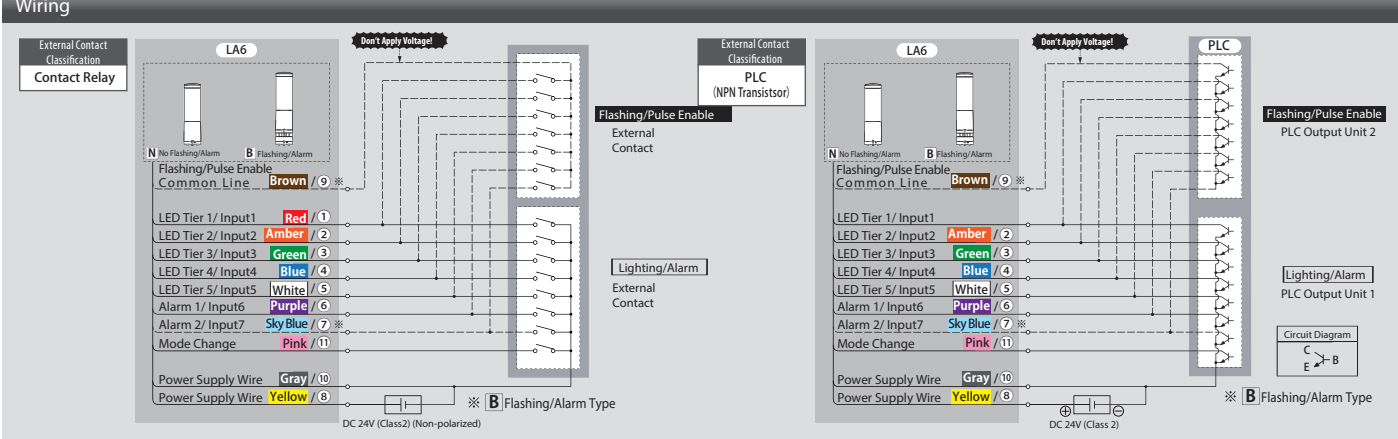 Wiring
External Contact
Classification
Contact Relay
LA6
Don't Apply Voltage!
N No Flashing/Alarm
B Flashing/Alarm
Flashing/Pulse Enable
Common Line Brown / ⑨ ※
LED Tier 1/ Input1 Red / ①
LED Tier 2/ Input2 Amber / ②
LED Tier 3/ Input3 Green / ③
LED Tier 4/ Input4 Blue / ④
LED Tier 5/ Input5 White / ⑤
Alarm 1/ Input6 Purple / ⑥
Alarm 2/ Input7 Sky Blue / ⑦ ※
Mode Change Pink / ⑪
Power Supply Wire Gray / ⑩
Power Supply Wire Yellow / ⑧
DC 24V (Class2) (Non-polarized)
Flashing/Pulse Enable
External
Contact
Lighting/Alarm
External
Contact
※ B Flashing/Alarm Type
External Contact
Classification
PLC
(NPN Transistsor)
LA6
Don't Apply Voltage!
PLC
N No Flashing/Alarm
B Flashing/Alarm
Flashing/Pulse Enable
Common Line Brown / ⑨ ※
LED Tier 1/ Input1
LED Tier 2/ Input2 Amber / ②
LED Tier 3/ Input3 Green / ③
LED Tier 4/ Input4 Blue / ④
LED Tier 5/ Input5 White / ⑤
Alarm 1/ Input6 Purple / ⑥
Alarm 2/ Input7 Sky Blue / ⑦ ※
Mode Change Pink / ⑪
Power Supply Wire Gray / ⑩
Power Supply Wire Yellow / ⑧
⊕ ⊖
DC 24V (Class 2)
Flashing/Pulse Enable
PLC Output Unit 2
Lighting/Alarm
PLC Output Unit 1
Circuit Diagram
C
B
E
※ B Flashing/Alarm Type